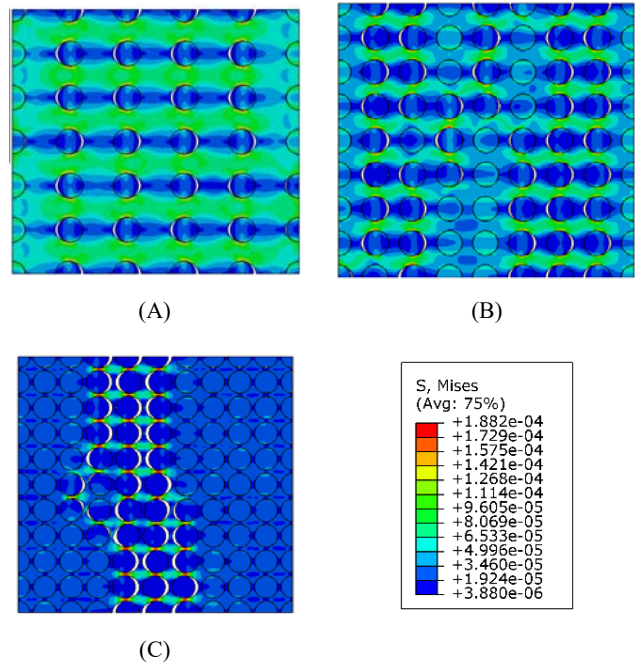 (A)
(B)
(C)
S, Mises
(Avg: 75%)
+1.882e-04
+1.729e-04
+1.575e-04
+1.421e-04
+1.268e-04
+1.114e-04
+9.605e-05
+8.069e-05
+6.533e-05
+4.996e-05
+3.460e-05
+1.924e-05
+3.880e-06